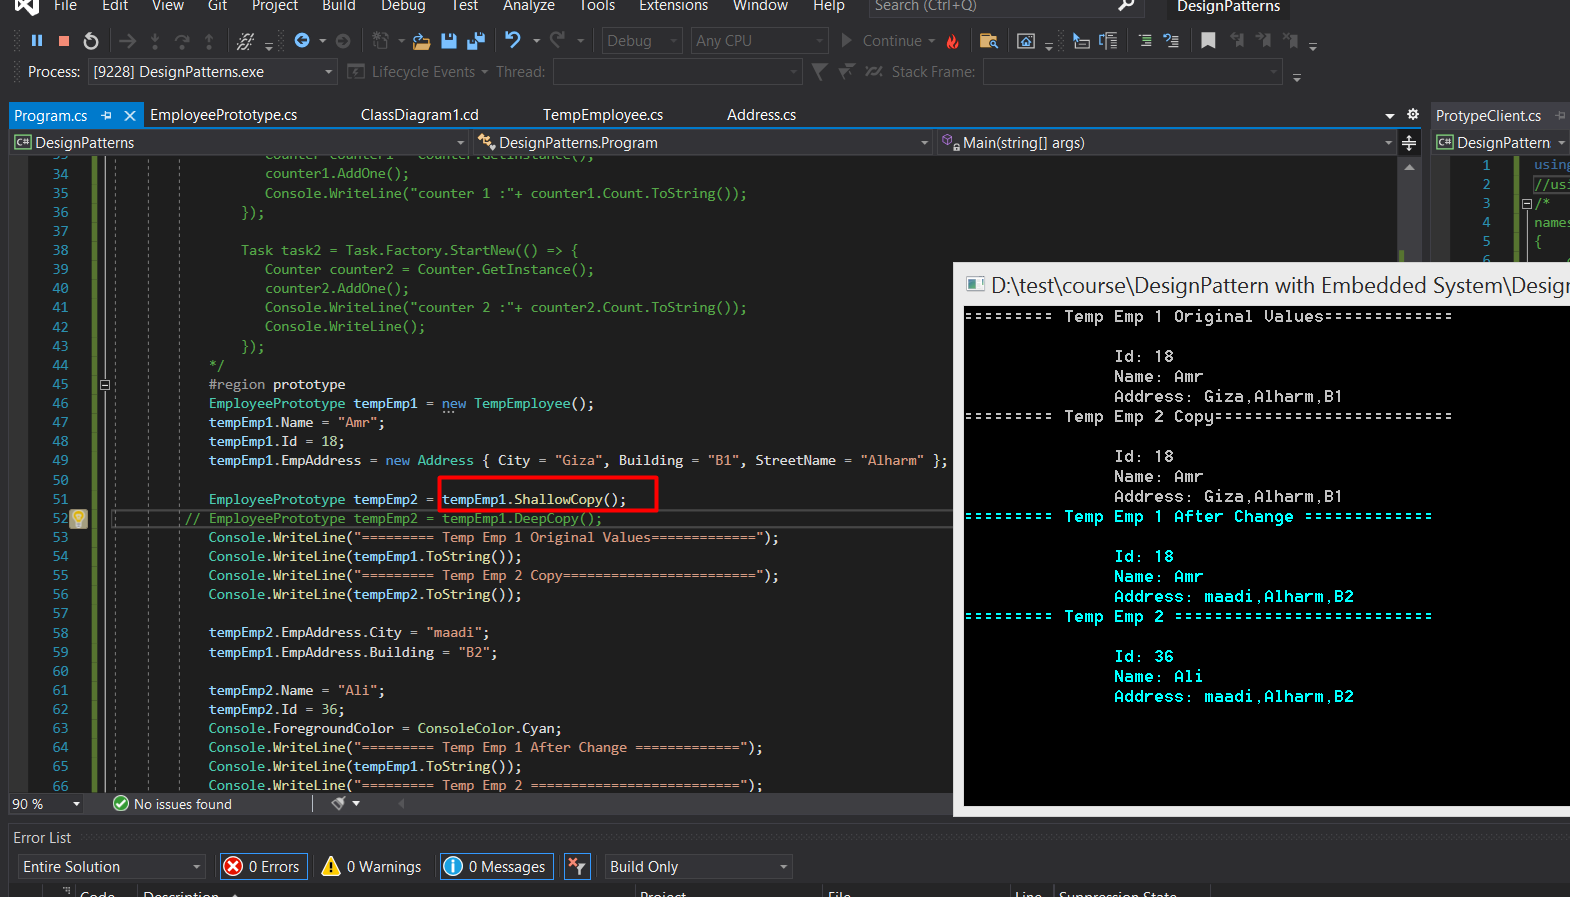 File Edit View Git Project Build Debug Test Analyze Tools Extensions Window Help Search (Ctrl+Q) DesignPatterns
Debug Any CPU Continue
Process: [9228] DesignPatterns.exe Lifecycle Events Thread: Stack Frame:
Program.cs EmployeePrototype.cs ClassDiagram1.cd TempEmployee.cs Address.cs ProtypeClient.cs
C# DesignPatterns DesignPatterns.Program Main(string[] args) C# DesignPattern
33 Counter counter1 = Counter.GetInstance();
34 counter1.AddOne();
35 Console.WriteLine("counter 1 :"+ counter1.Count.ToString());
36 });
37
38 Task task2 = Task.Factory.StartNew(() => {
39 Counter counter2 = Counter.GetInstance();
40 counter2.AddOne();
41 Console.WriteLine("counter 2 :"+ counter2.Count.ToString());
42 Console.WriteLine();
43 });
44 */
45 #region prototype
46 EmployeePrototype tempEmp1 = new TempEmployee();
47 tempEmp1.Name = "Amr";
48 tempEmp1.Id = 18;
49 tempEmp1.EmpAddress = new Address { City = "Giza", Building = "B1", StreetName = "Alharm" };
50
51 EmployeePrototype tempEmp2 = tempEmp1.ShallowCopy();
52 // EmployeePrototype tempEmp2 = tempEmp1.DeepCopy();
53 Console.WriteLine("========= Temp Emp 1 Original Values=============");
54 Console.WriteLine(tempEmp1.ToString());
55 Console.WriteLine("========= Temp Emp 2 Copy========================");
56 Console.WriteLine(tempEmp2.ToString());
57
58 tempEmp2.EmpAddress.City = "maadi";
59 tempEmp1.EmpAddress.Building = "B2";
60
61 tempEmp2.Name = "Ali";
62 tempEmp2.Id = 36;
63 Console.ForegroundColor = ConsoleColor.Cyan;
64 Console.WriteLine("========= Temp Emp 1 After Change =============");
65 Console.WriteLine(tempEmp1.ToString());
66 Console.WriteLine("========= Temp Emp 2 ==========================");
1 using
2 //usi
3 /*
4 names
5 {
6
D:\test\course\DesignPattern with Embedded System\Design
========= Temp Emp 1 Original Values=============
Id: 18
Name: Amr
Address: Giza,Alharm,B1
========= Temp Emp 2 Copy========================
Id: 18
Name: Amr
Address: Giza,Alharm,B1
========= Temp Emp 1 After Change =============
Id: 18
Name: Amr
Address: maadi,Alharm,B2
========= Temp Emp 2 ==========================
Id: 36
Name: Ali
Address: maadi,Alharm,B2
90 % No issues found
Error List
Entire Solution 0 Errors 0 Warnings 0 Messages Build Only
Code Description Project File Line Suppression State